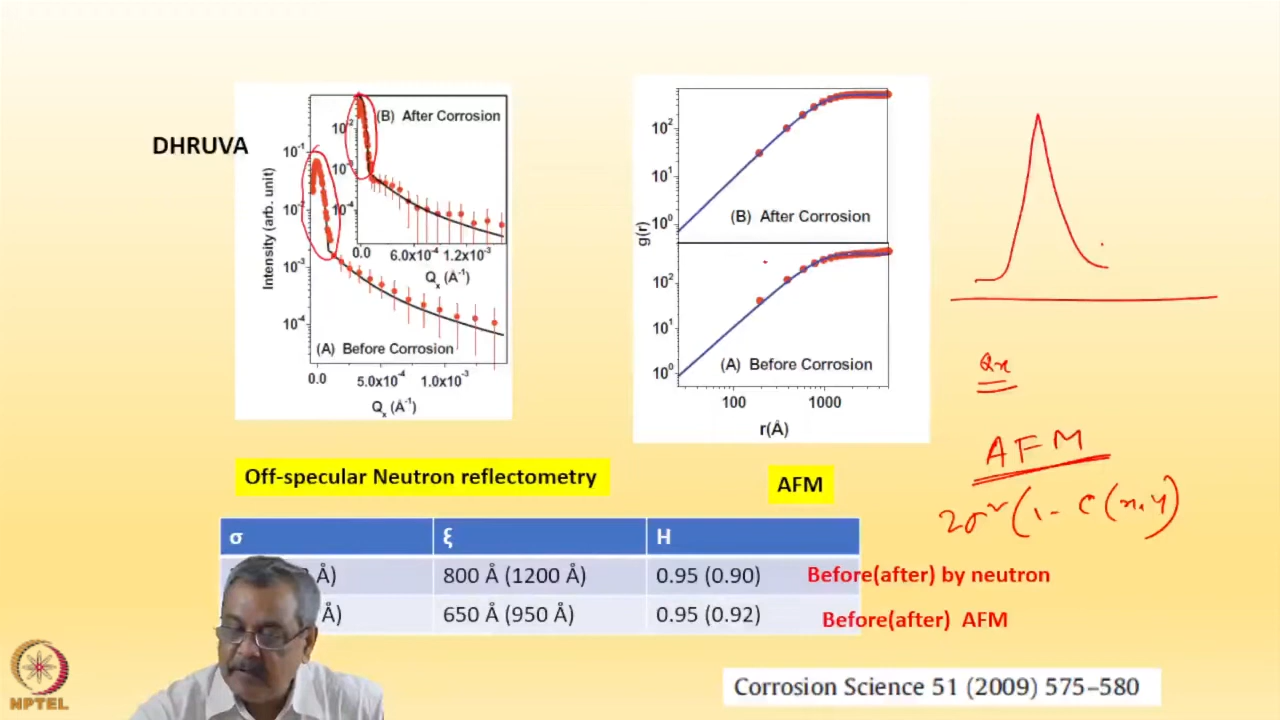 DHRUVA
(B) After Corrosion
10⁻²
10⁻⁴
0.0 6.0x10⁻⁴ 1.2x10⁻³
Qₓ (Å⁻¹)
Intensity (arb. unit)
10⁻¹
10⁻³
10⁻⁴
(A) Before Corrosion
0.0 5.0x10⁻⁴ 1.0x10⁻³
Qₓ (Å⁻¹)
g(r)
10²
10¹
10⁰
(B) After Corrosion
10²
10¹
10⁰
(A) Before Corrosion
100 1000
r(Å)
Qx
AFM
2σ² (1- C (x,y)
Off-specular Neutron reflectometry
AFM
σ ξ H
Å) 800 Å (1200 Å) 0.95 (0.90) Before(after) by neutron
Å) 650 Å (950 Å) 0.95 (0.92) Before(after) AFM
NPTEL
Corrosion Science 51 (2009) 575–580